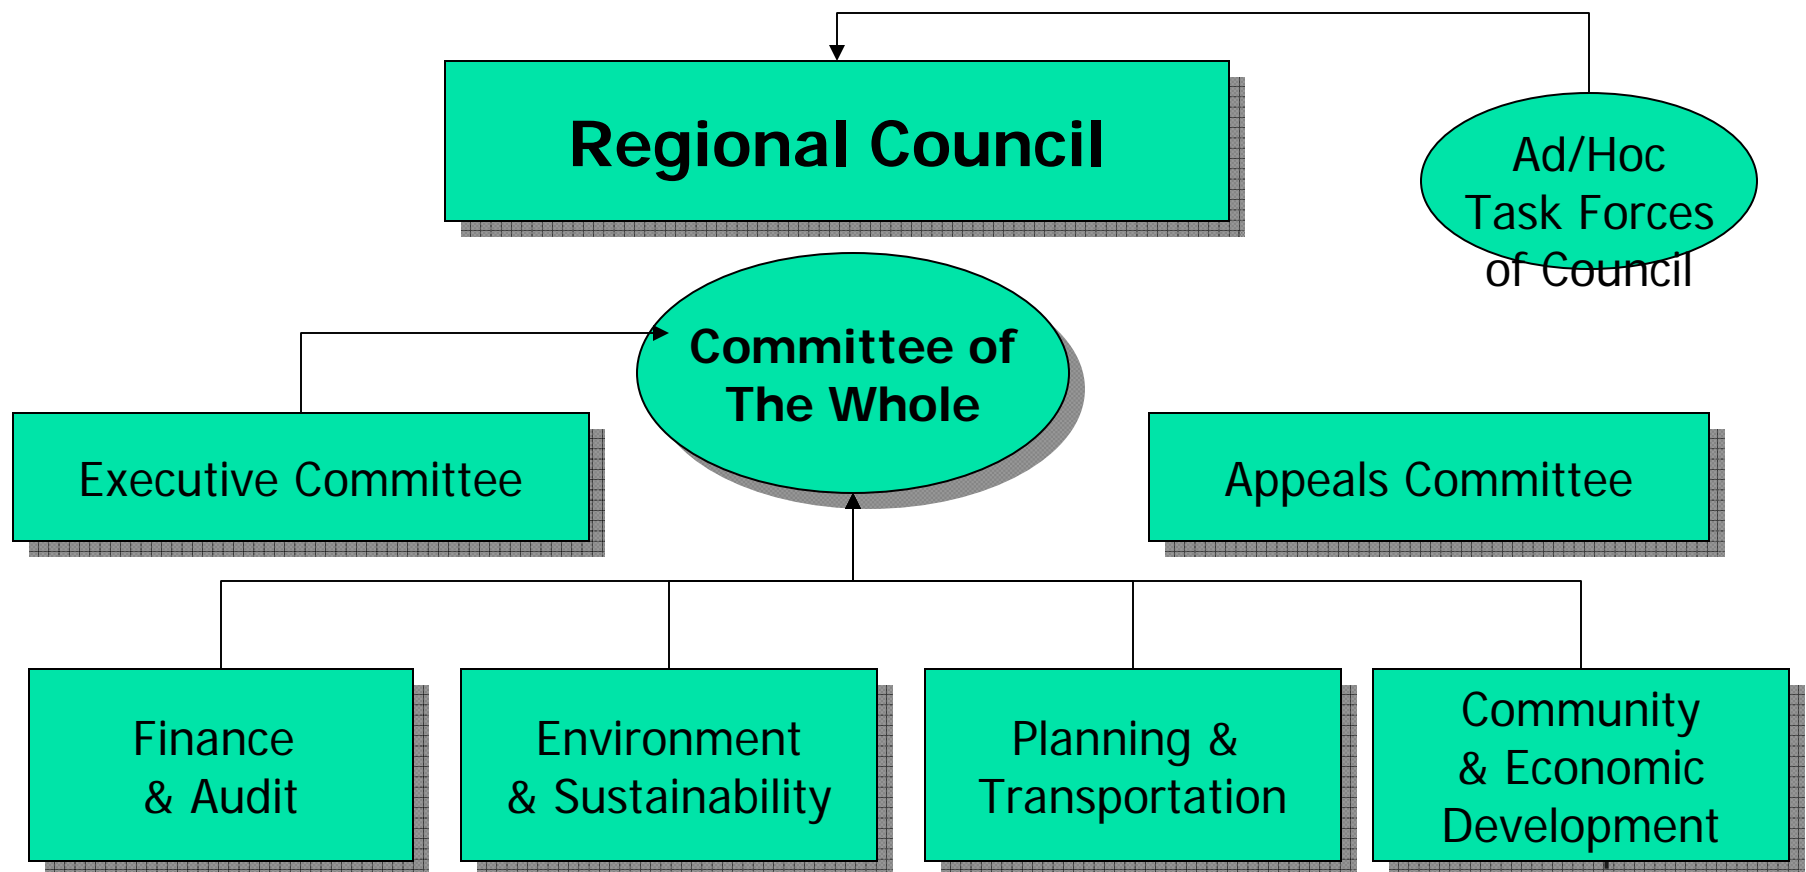 Regional Council
Ad/Hoc
Task Forces
of Council
Committee of
The Whole
Executive Committee
Appeals Committee
Finance
& Audit
Environment
& Sustainability
Planning &
Transportation
Community
& Economic
Development